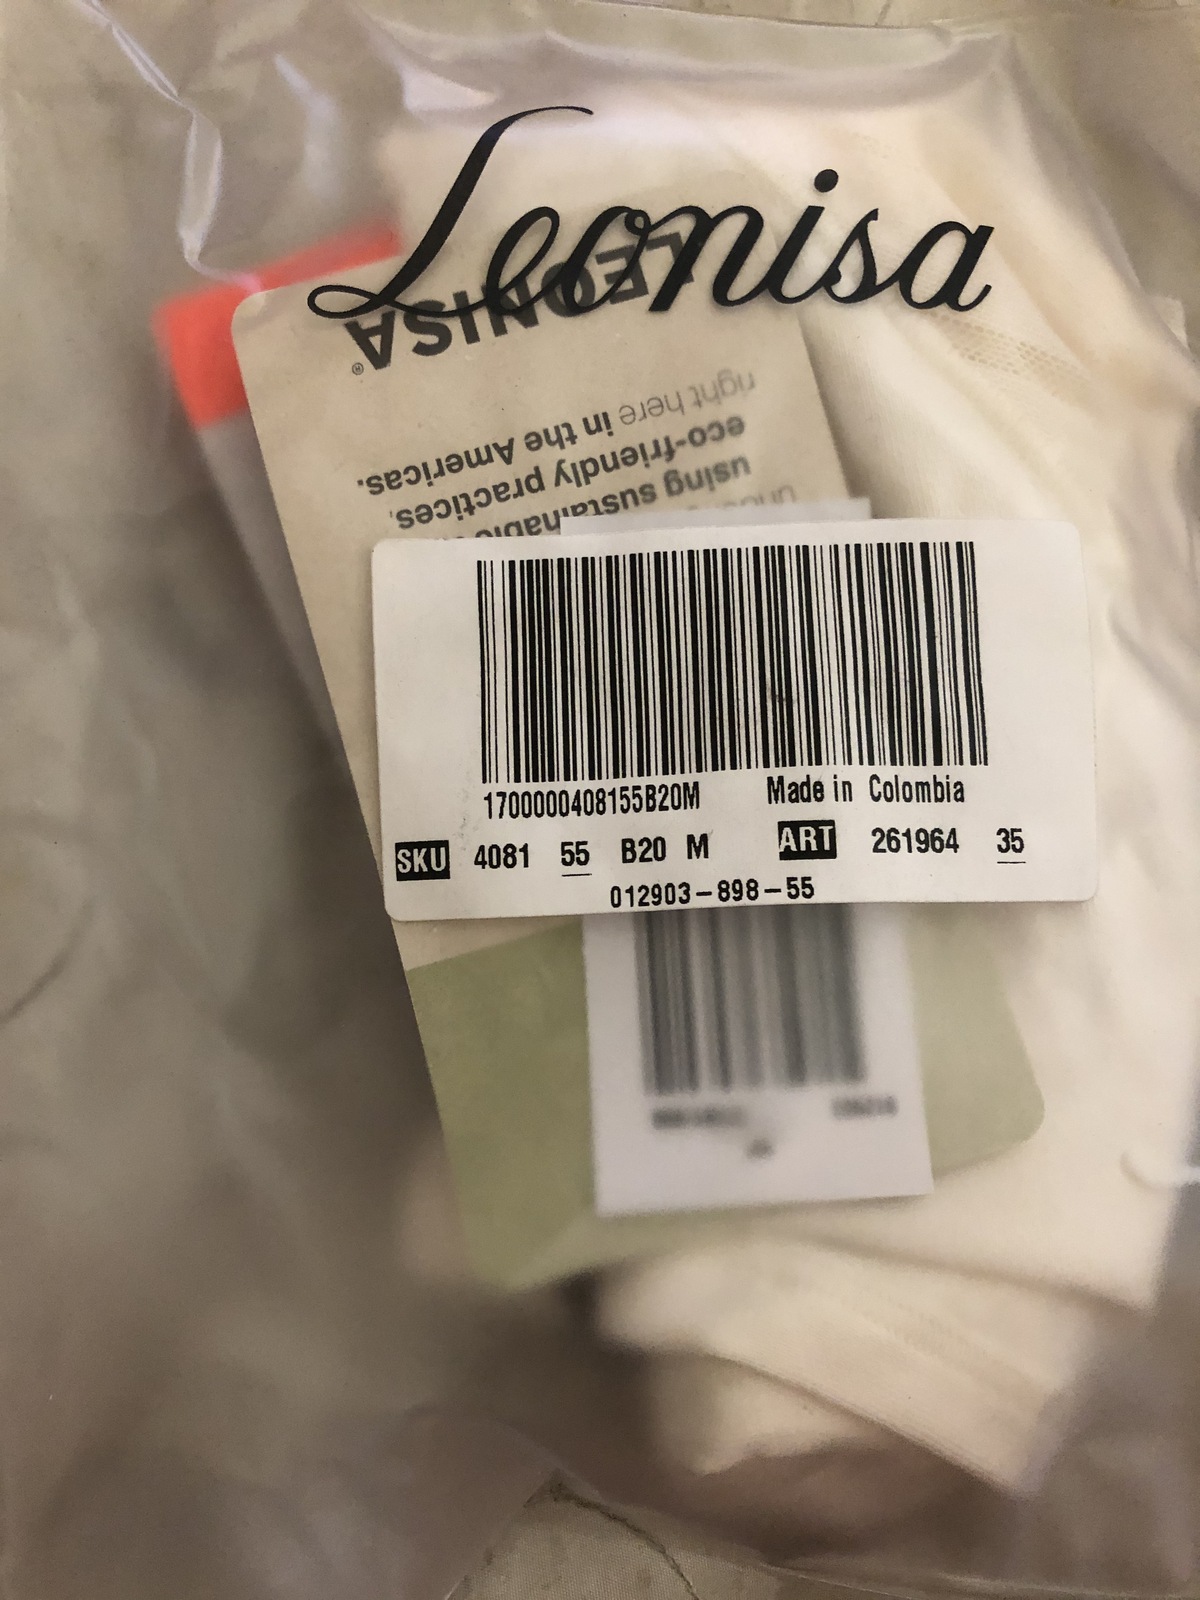 Leonisa
LEONISA®
using sustainable
eco-friendly practices,
right here in the Americas.
1700000408155B20M Made in Colombia
SKU 4081 55 B20 M ART 261964 35
012903-898-55